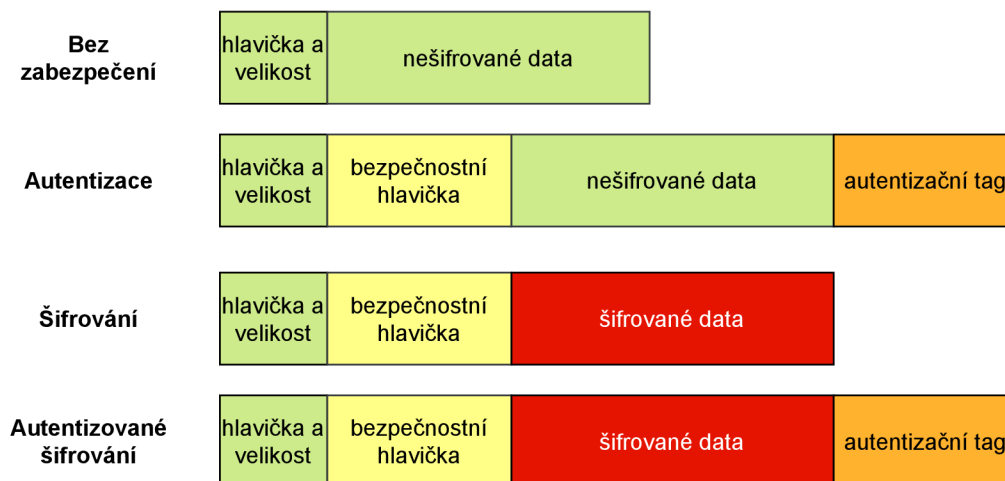 Bez
zabezpečení
hlavička a
velikost
nešifrované data
Autentizace
hlavička a
velikost
bezpečnostní
hlavička
nešifrované data
autentizační tag
Šifrování
hlavička a
velikost
bezpečnostní
hlavička
šifrované data
Autentizované
šifrování
hlavička a
velikost
bezpečnostní
hlavička
šifrované data
autentizační tag